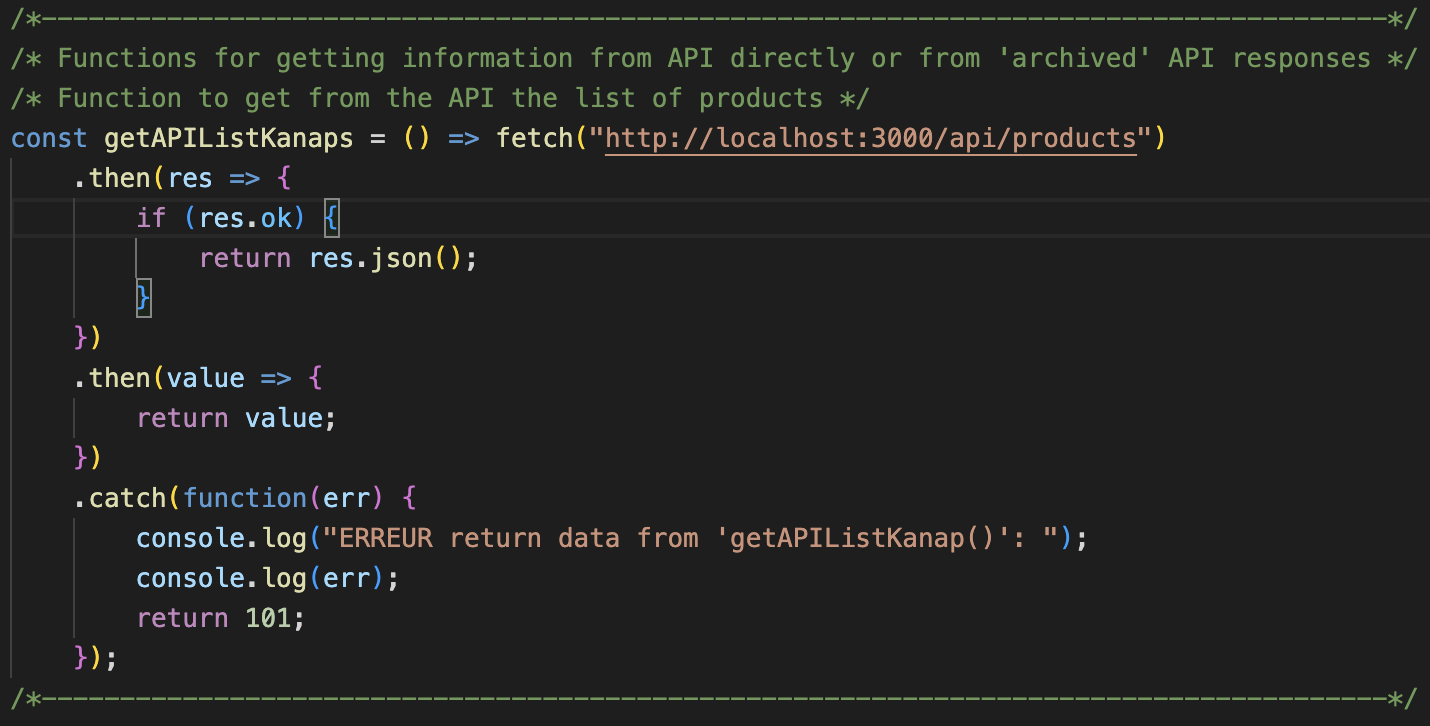 /*--------------------------------------------------------------------------------------*/
/* Functions for getting information from API directly or from 'archived' API responses */
/* Function to get from the API the list of products */
const getAPIListKanaps = () => fetch("http://localhost:3000/api/products")
    .then(res => {
        if (res.ok) {
            return res.json();
        }
    })
    .then(value => {
        return value;
    })
    .catch(function(err) {
        console.log("ERREUR return data from 'getAPIListKanap()': ");
        console.log(err);
        return 101;
    });
/*--------------------------------------------------------------------------------------*/